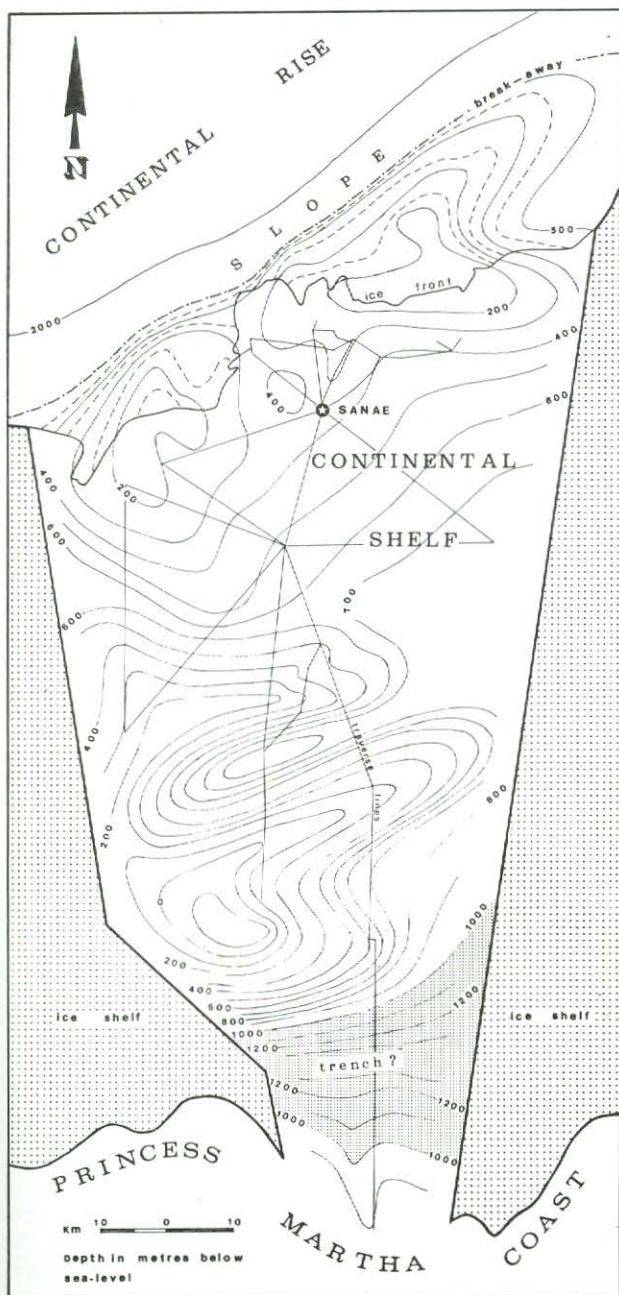 N
CONTINENTAL RISE
SLOPE
break-away
2000
500
ice front
200
400
600
400
SANAE
CONTINENTAL
SHELF
200
400
600
700
600
400
200
0
traverse
lines
800
1000
1200
200
400
600
800
1000
1200
trench?
1200
1000
1200
1000
ice shelf
ice shelf
PRINCESS
MARTHA
COAST
Km 10 0 10
Depth in metres below
sea-level